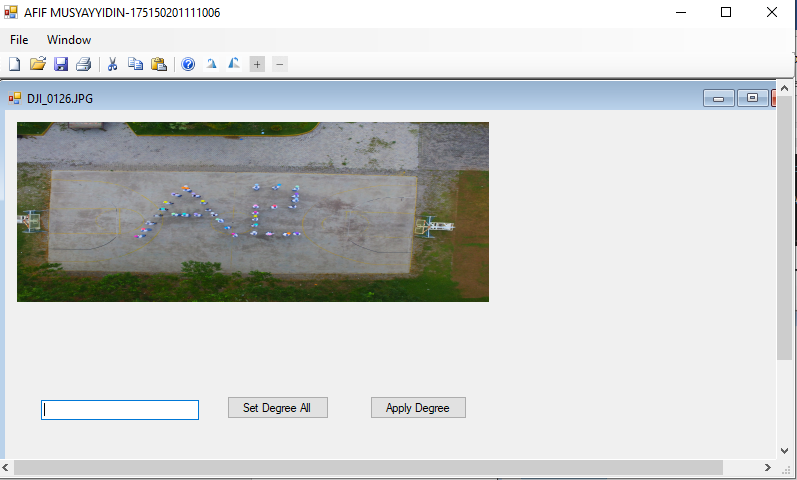 AFIF MUSYAYYIDIN-175150201111006
File Window
DJI_0126.JPG
Set Degree All Apply Degree